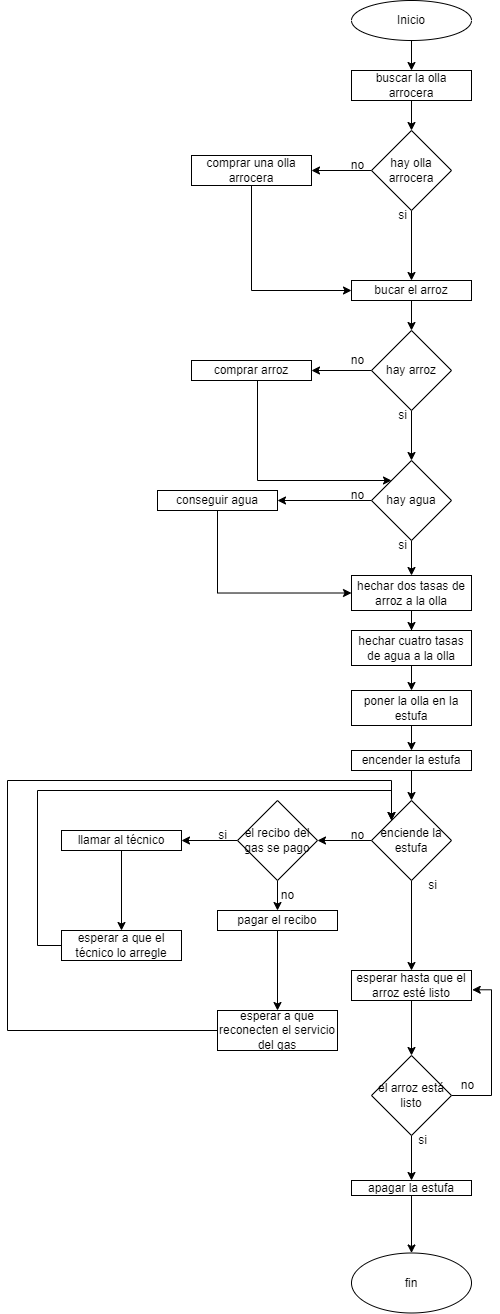 Inicio
buscar la olla
arrocera
hay olla
arrocera
no
comprar una olla
arrocera
si
bucar el arroz
hay arroz
no
comprar arroz
si
hay agua
no
conseguir agua
si
hechar dos tasas de
arroz a la olla
hechar cuatro tasas
de agua a la olla
poner la olla en la
estufa
encender la estufa
enciende la
estufa
no
el recibo del
gas se pago
si
llamar al técnico
esperar a que el
técnico lo arregle
no
pagar el recibo
esperar a que
reconecten el servicio
del gas
si
esperar hasta que el
arroz esté listo
el arroz está
listo
no
si
apagar la estufa
fin